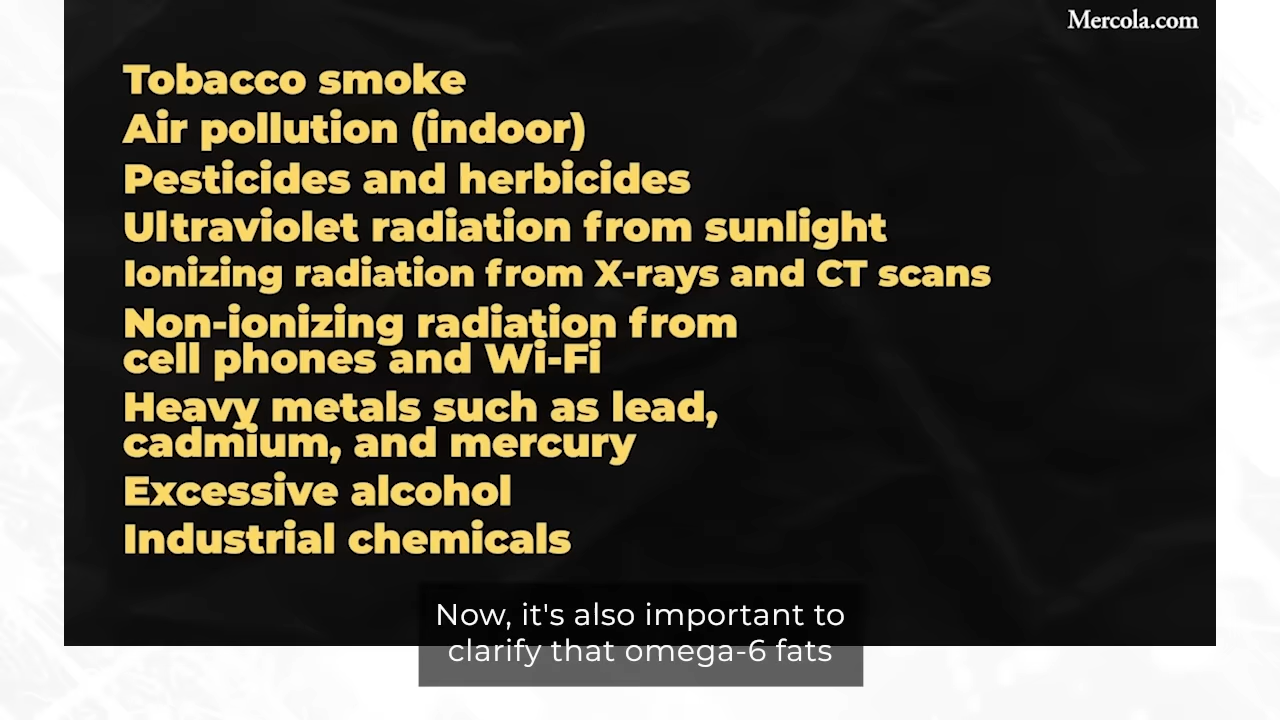 Mercola.com
Tobacco smoke
Air pollution (indoor)
Pesticides and herbicides
Ultraviolet radiation from sunlight
Ionizing radiation from X-rays and CT scans
Non-ionizing radiation from
cell phones and Wi-Fi
Heavy metals such as lead,
cadmium, and mercury
Excessive alcohol
Industrial chemicals
Now, it's also important to
clarify that omega-6 fats